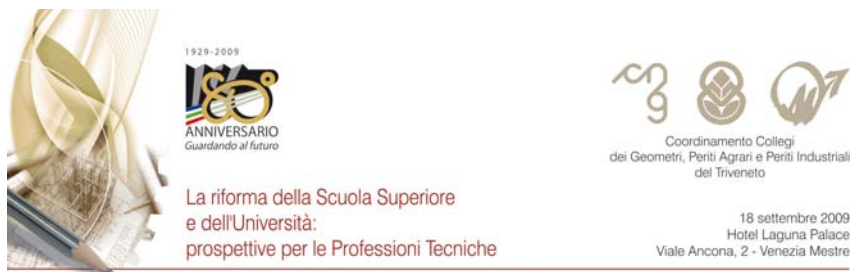 1929-2009
80°
ANNIVERSARIO
Guardando al futuro
cng
Coordinamento Collegi
dei Geometri, Periti Agrari e Periti Industriali
del Triveneto
La riforma della Scuola Superiore
e dell'Università:
prospettive per le Professioni Tecniche
18 settembre 2009
Hotel Laguna Palace
Viale Ancona, 2 - Venezia Mestre